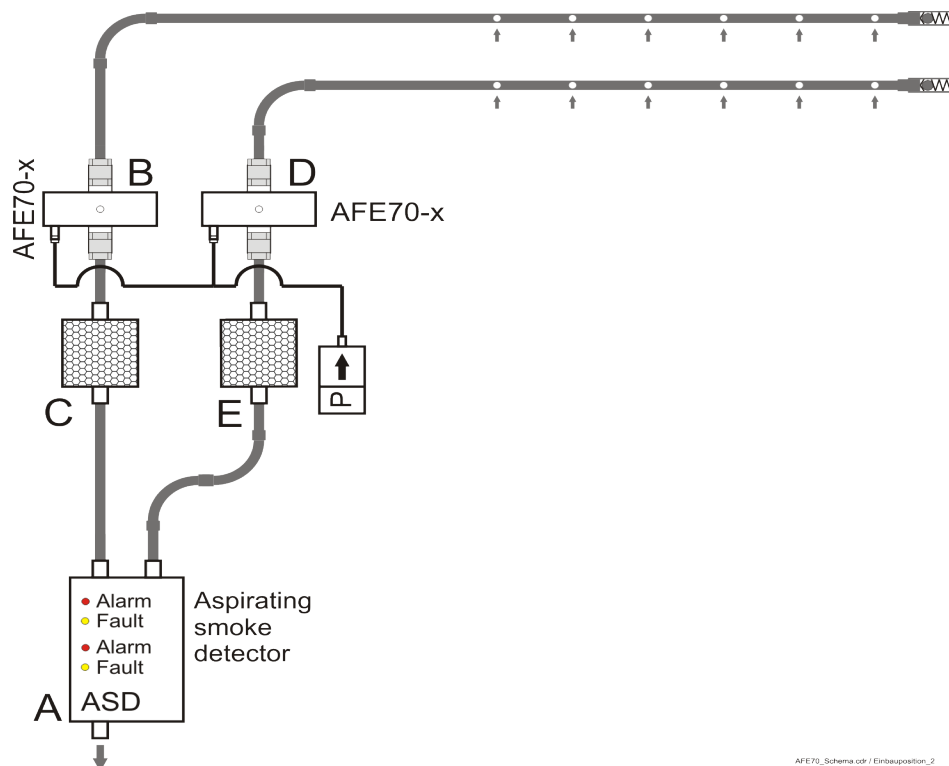 B
D
AFE70-x
AFE70-x
C
E
P
Alarm
Fault
Alarm
Fault
ASD
A
Aspirating
smoke
detector
AFE70_Schema.cdr / Einbauposition_2